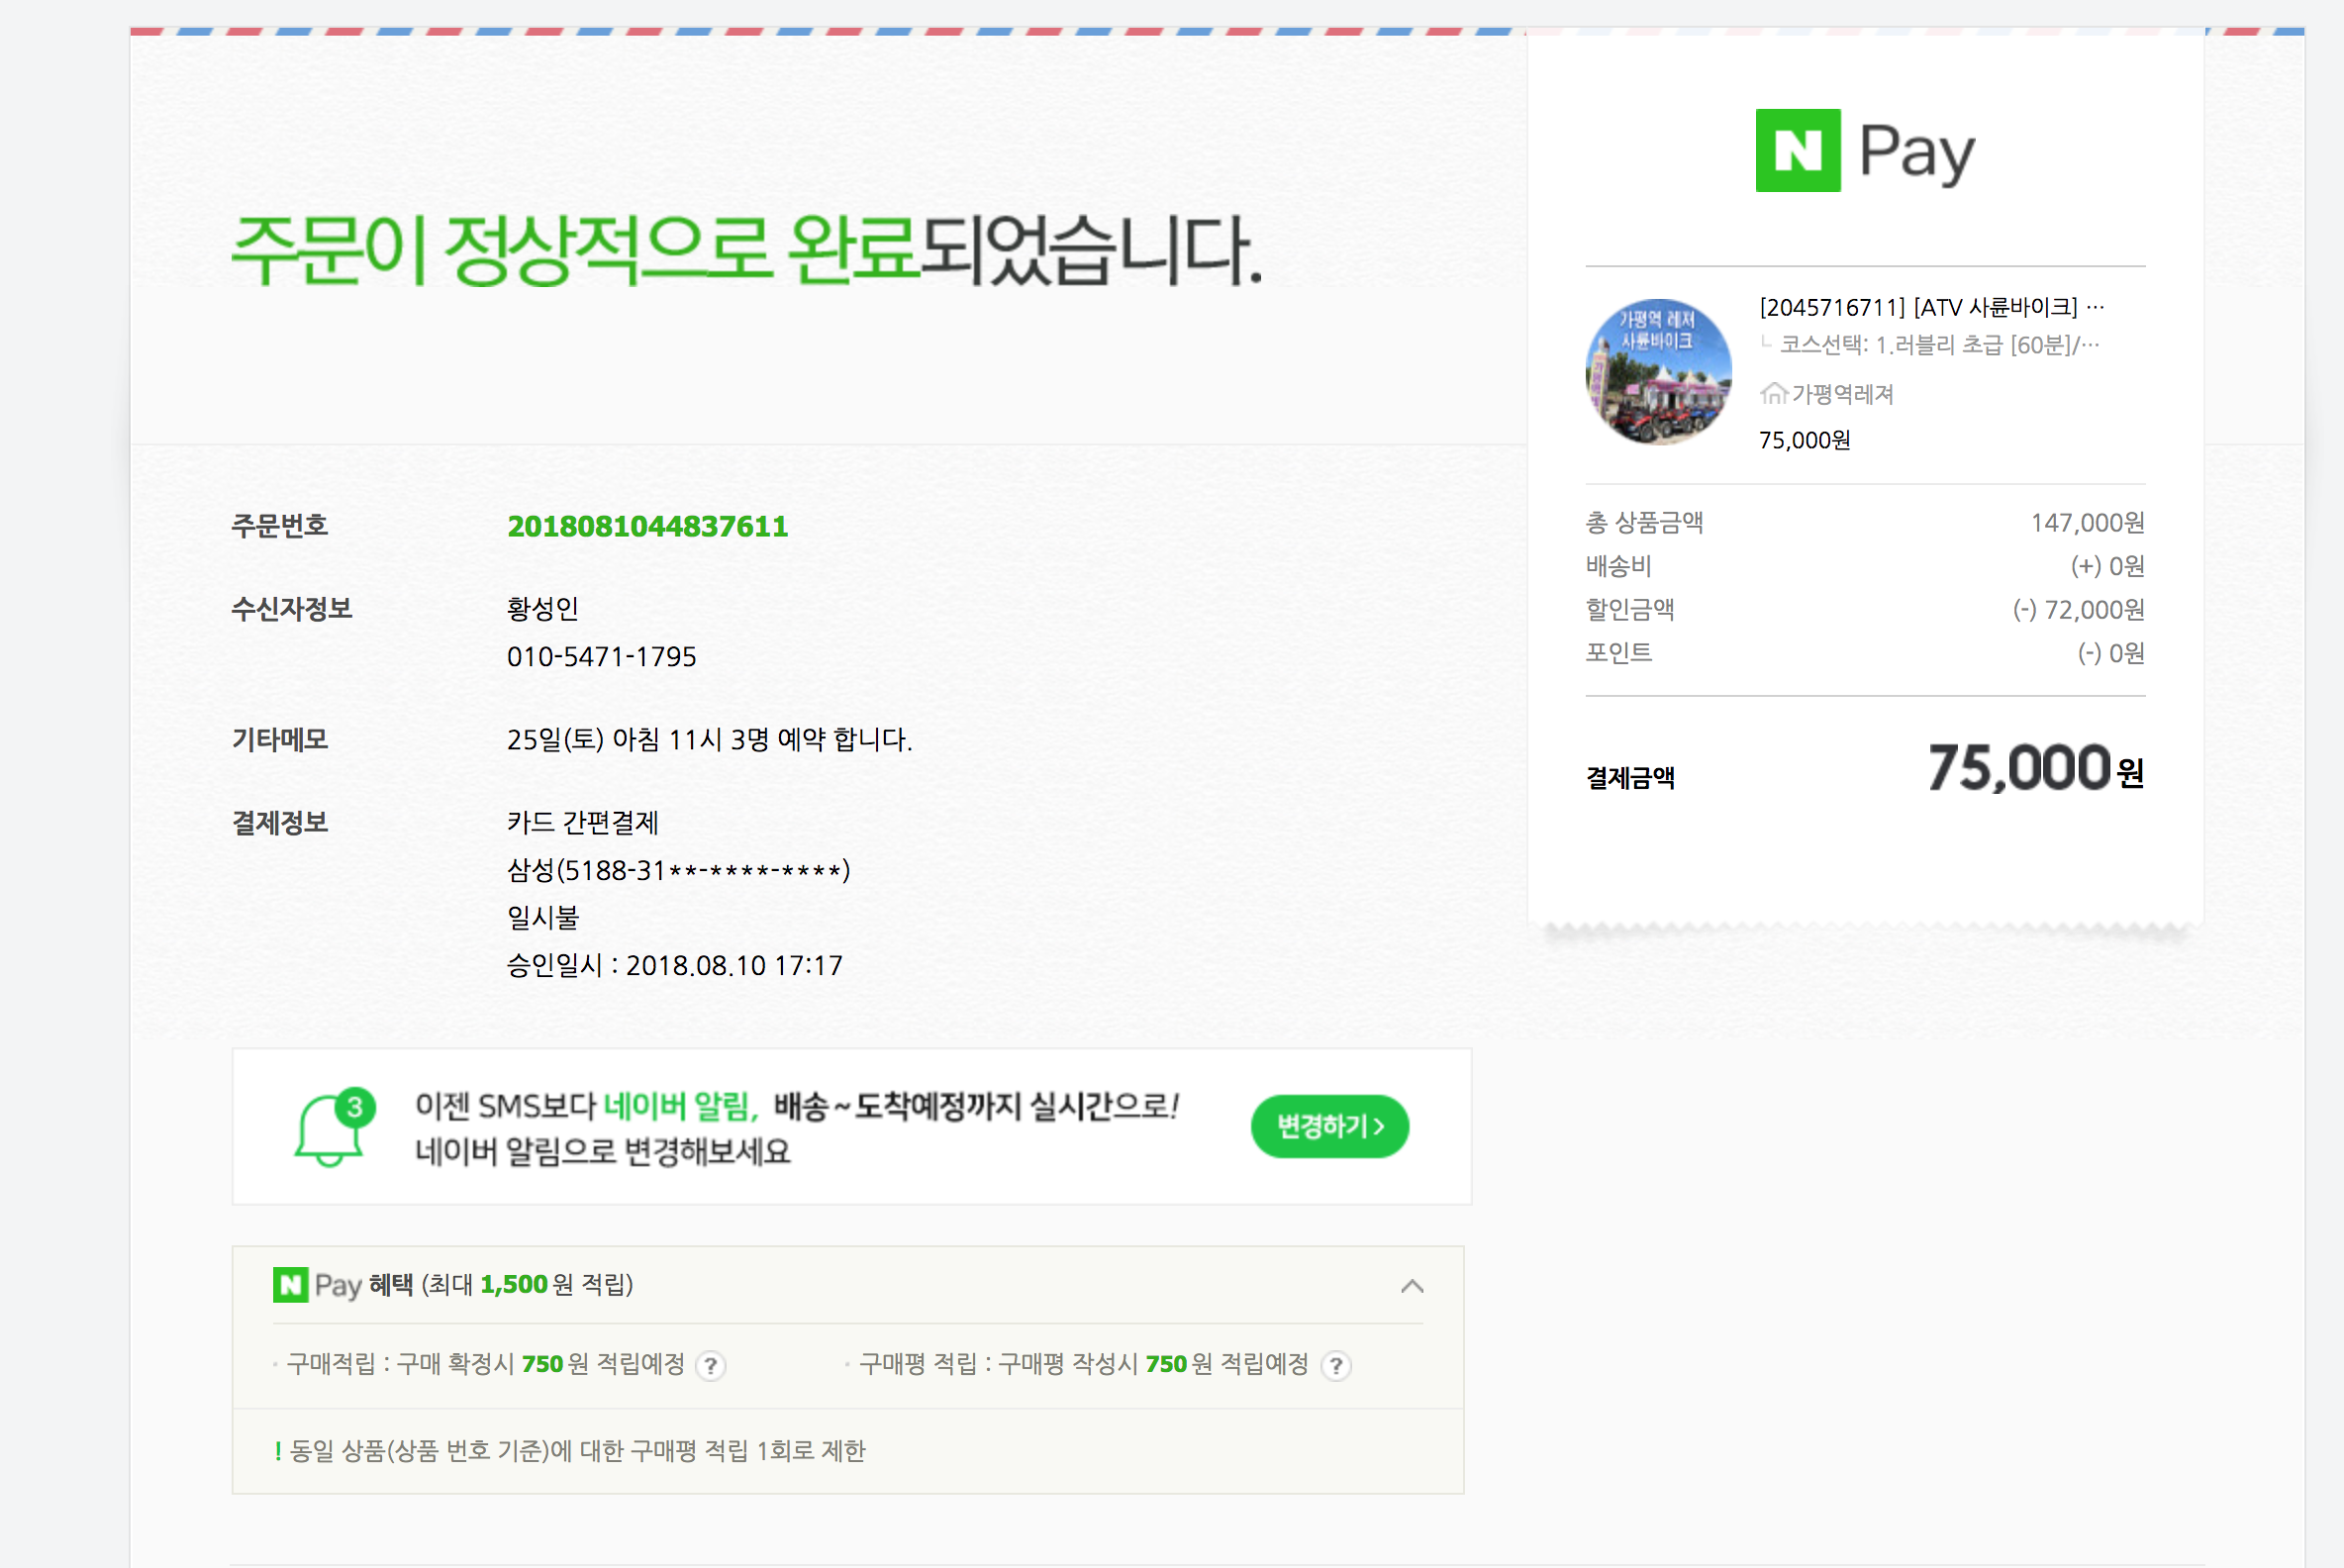 주문이 정상적으로 완료되었습니다.
주문번호 2018081044837611
수신자정보 황성인
010-5471-1795
기타메모 25일(토) 아침 11시 3명 예약 합니다.
결제정보 카드 간편결제
삼성(5188-31**-****-****)
일시불
승인일시 : 2018.08.10 17:17
3
이젠 SMS보다 네이버 알림, 배송~도착예정까지 실시간으로!
네이버 알림으로 변경해보세요
변경하기 >
N Pay 혜택 (최대 1,500원 적립)
· 구매적립 : 구매 확정시 750원 적립예정 ?
· 구매평 적립 : 구매평 작성시 750원 적립예정 ?
! 동일 상품(상품 번호 기준)에 대한 구매평 적립 1회로 제한
N Pay
가평역 레져
사륜바이크
[2045716711] [ATV 사륜바이크] ···
└ 코스선택: 1.러블리 초급 [60분]/···
가평역레져
75,000원
총 상품금액 147,000원
배송비 (+) 0원
할인금액 (-) 72,000원
포인트 (-) 0원
결제금액 75,000원